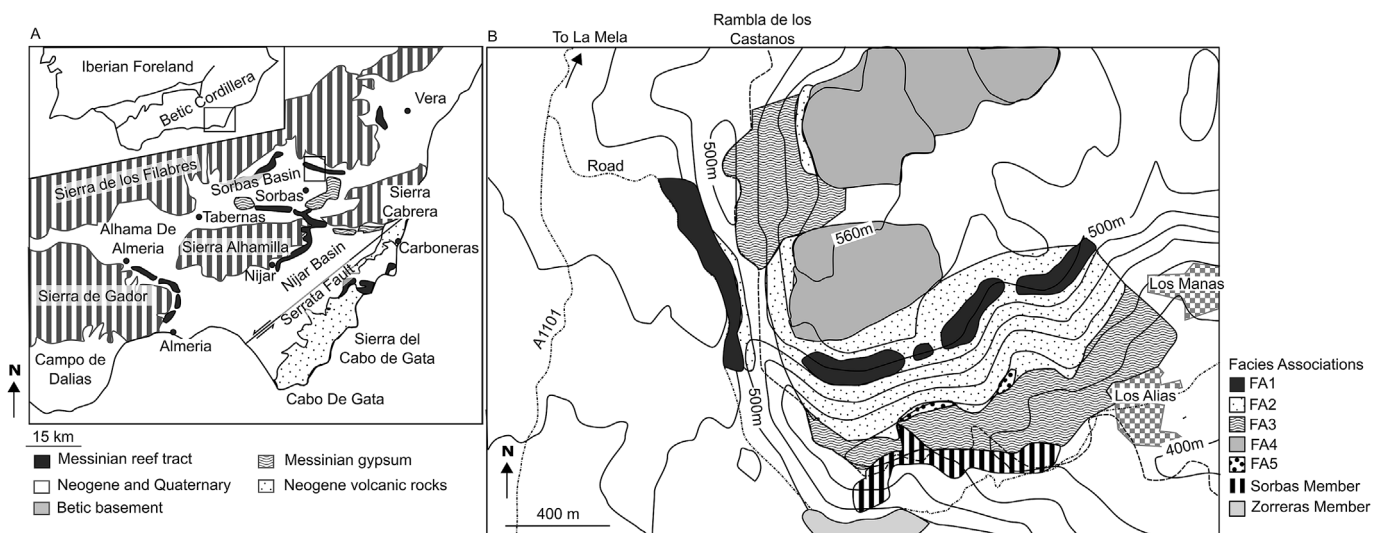 A
Iberian Foreland
Betic Cordillera
Vera
Sierra de los Filabres
Sorbas Basin
Sorbas
Sierra
Cabrera
Tabernas
Alhama De
Almeria
Sierra Alhamilla
Carboneras
Nijar
Nijar Basin
Serrata Fault
Sierra de Gador
Almeria
Sierra del
Cabo de Gata
Campo de
Dalias
Cabo De Gata
N
15 km
Messinian reef tract
Neogene and Quaternary
Betic basement
Messinian gypsum
Neogene volcanic rocks
B
To La Mela
Rambla de los
Castanos
Road
500m
560m
500m
Los Manas
A1101
500m
Los Alias
400m
N
400 m
Facies Associations
FA1
FA2
FA3
FA4
FA5
Sorbas Member
Zorreras Member